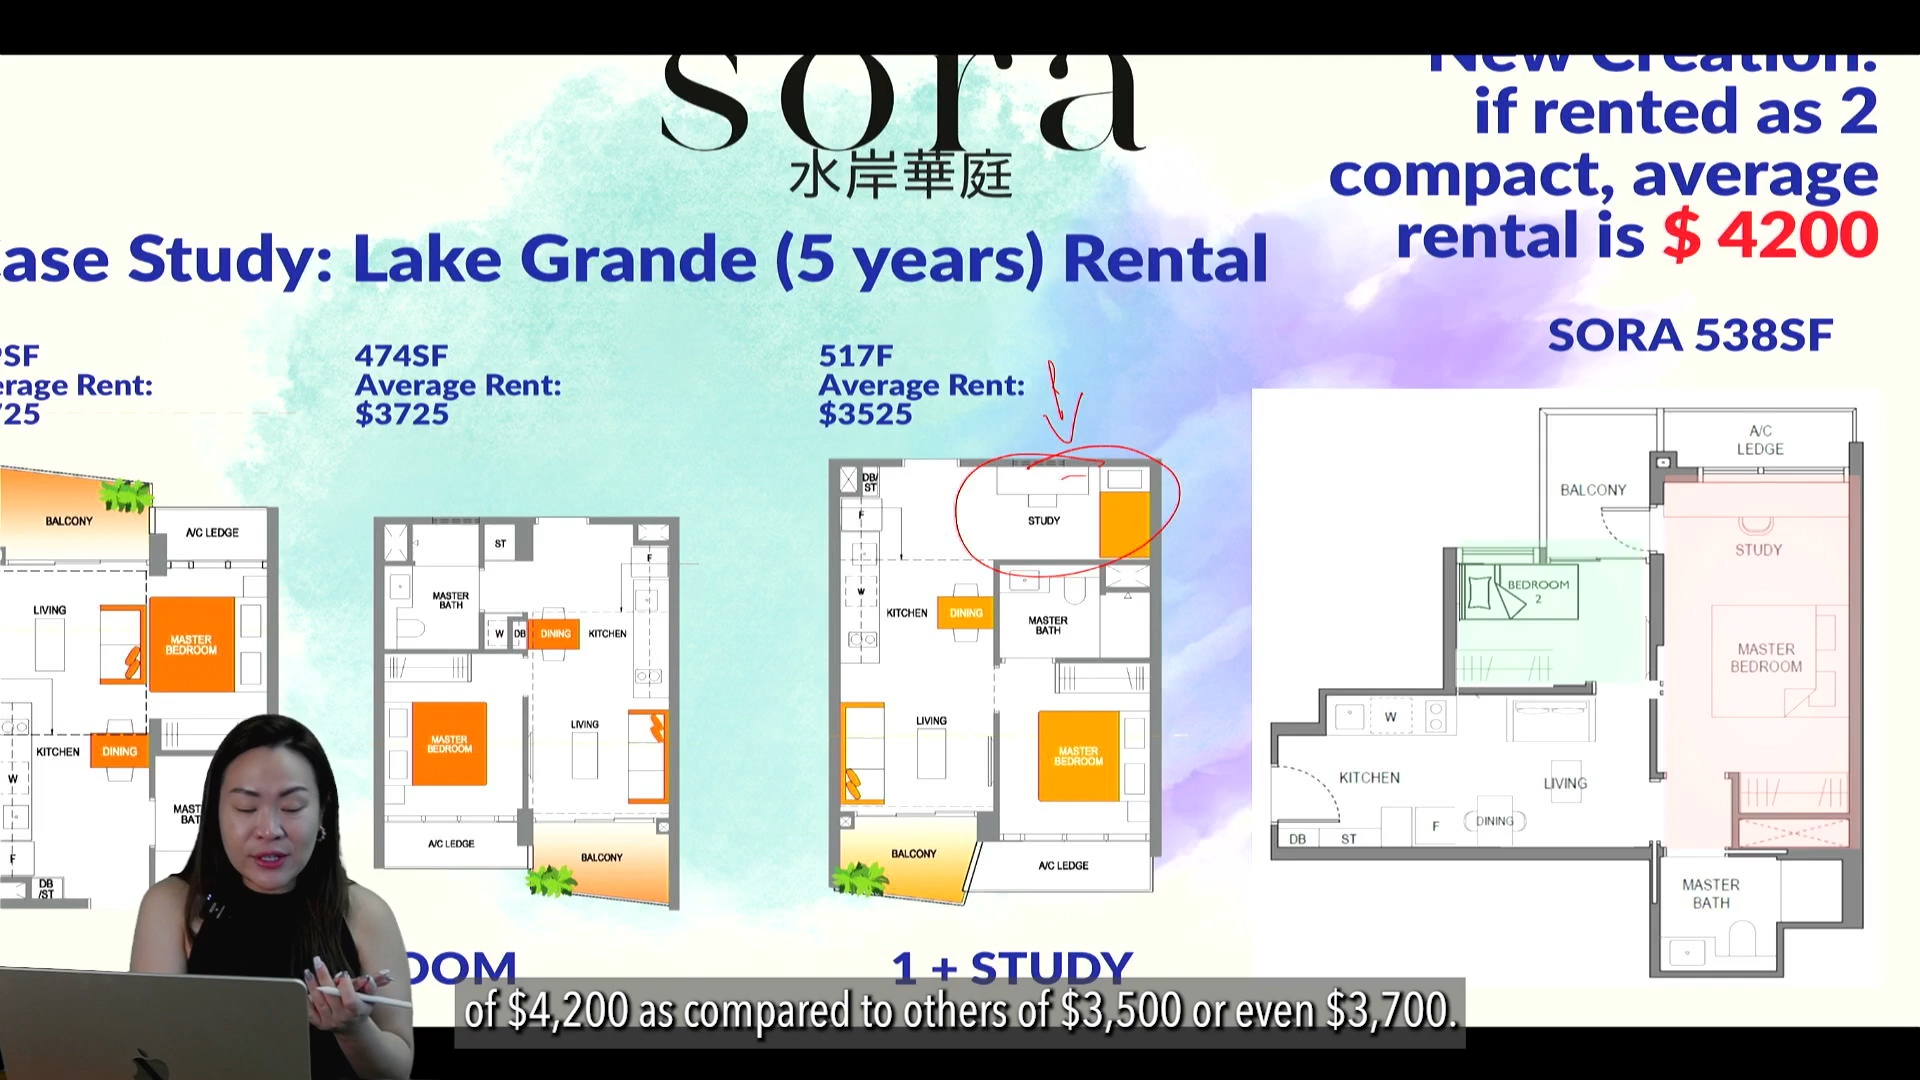 sora
水岸華庭
New Creation:
if rented as 2
compact, average
rental is $ 4200
ase Study: Lake Grande (5 years) Rental
SF
erage Rent:
725
474SF
Average Rent:
$3725
517F
Average Rent:
$3525
SORA 538SF
BALCONY
A/C LEDGE
LIVING
MASTER
BEDROOM
KITCHEN
DINING
W
MAST
BAT
F
DB
/ST
ST
F
MASTER
BATH
W
DB
DINING
KITCHEN
MASTER
BEDROOM
LIVING
A/C LEDGE
BALCONY
DB/
ST
F
STUDY
W
KITCHEN
DINING
MASTER
BATH
LIVING
MASTER
BEDROOM
BALCONY
A/C LEDGE
A/C
LEDGE
BALCONY
STUDY
BEDROOM
2
MASTER
BEDROOM
W
KITCHEN
LIVING
DB
ST
F
DINING
MASTER
BATH
OOM
1 + STUDY
of $4,200 as compared to others of $3,500 or even $3,700.